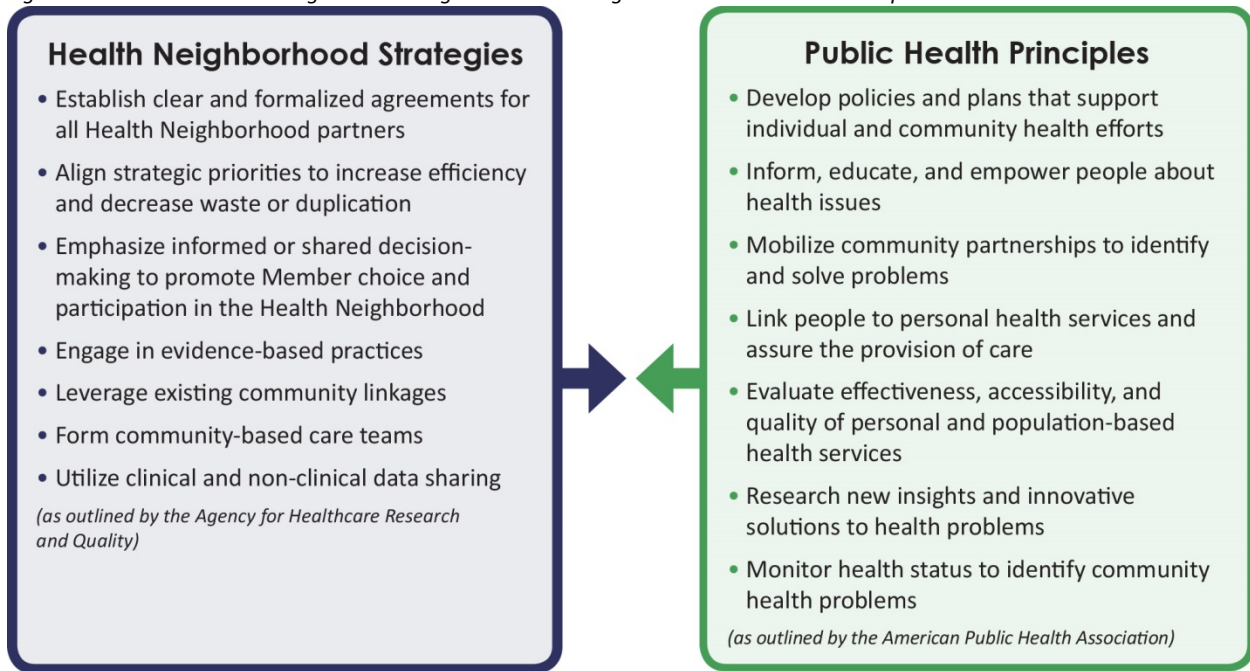 Health Neighborhood Strategies
• Establish clear and formalized agreements for
all Health Neighborhood partners
• Align strategic priorities to increase efficiency
and decrease waste or duplication
• Emphasize informed or shared decision-
making to promote Member choice and
participation in the Health Neighborhood
• Engage in evidence-based practices
• Leverage existing community linkages
• Form community-based care teams
• Utilize clinical and non-clinical data sharing
(as outlined by the Agency for Healthcare Research
and Quality)
Public Health Principles
• Develop policies and plans that support
individual and community health efforts
• Inform, educate, and empower people about
health issues
• Mobilize community partnerships to identify
and solve problems
• Link people to personal health services and
assure the provision of care
• Evaluate effectiveness, accessibility, and
quality of personal and population-based
health services
• Research new insights and innovative
solutions to health problems
• Monitor health status to identify community
health problems
(as outlined by the American Public Health Association)